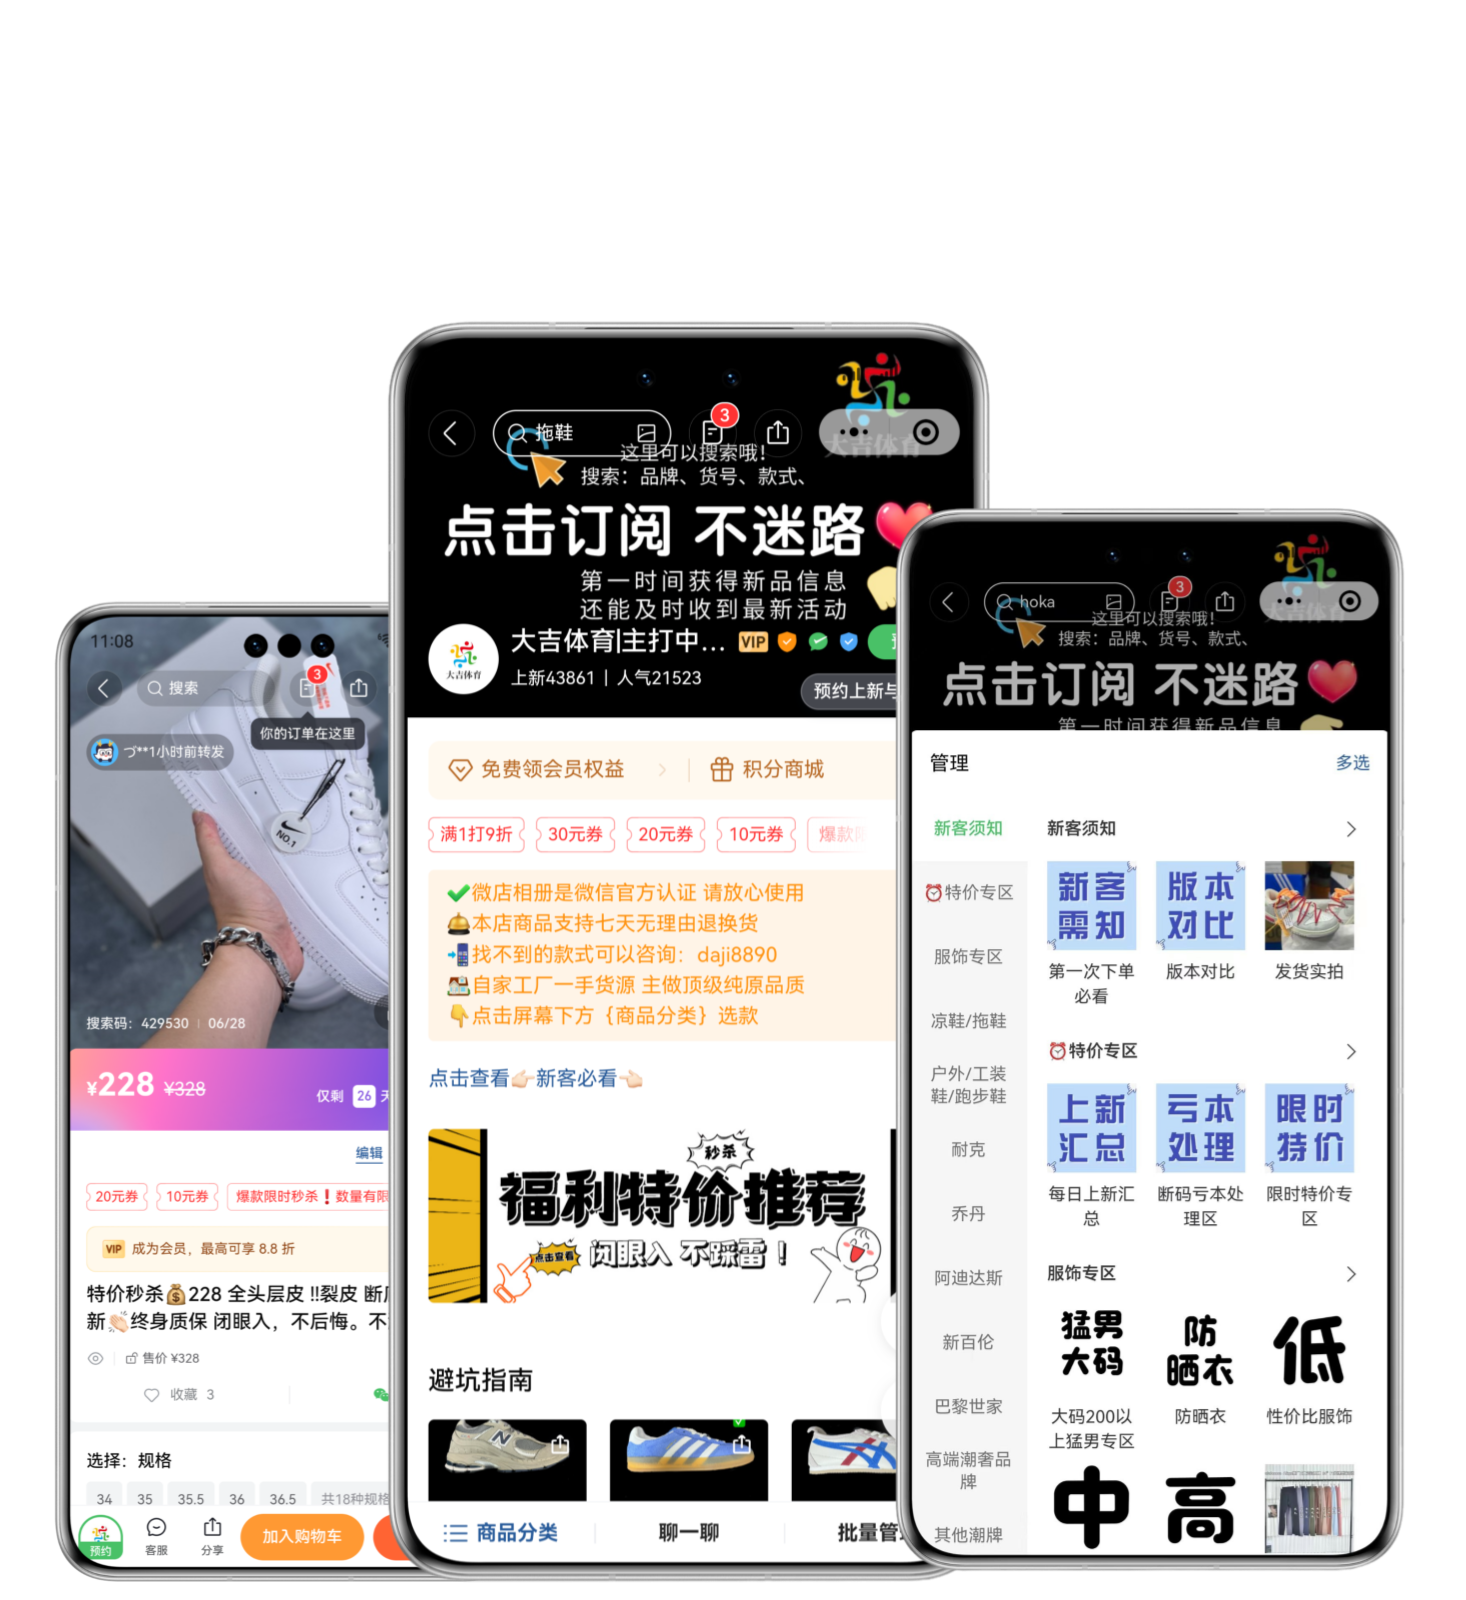 11:08
搜索
3
你的订单在这里
づ**1小时前转发
NO.1
搜索码：429530 | 06/28
¥228 ¥328
仅剩 26 天
编辑
20元券
10元券
爆款限时秒杀❗数量有限
VIP 成为会员，最高可享 8.8 折
特价秒杀💰228 全头层皮 ‼裂皮 断
新👏🏻终身质保 闭眼入，不后悔。不
售价 ¥328
收藏 3
选择：规格
34
35
35.5
36
36.5
共18种规格
预约
客服
分享
加入购物车
拖鞋
3
大吉体育
这里可以搜索哦！
搜索：品牌、货号、款式、
点击订阅 不迷路
第一时间获得新品信息
还能及时收到最新活动
大吉体育
大吉体育|主打中... VIP
上新43861 | 人气21523
预约上新与
免费领会员权益
积分商城
满1打9折
30元券
20元券
10元券
爆款
✔微店相册是微信官方认证 请放心使用
🛎本店商品支持七天无理由退换货
📲找不到的款式可以咨询：daji8890
🏫自家工厂一手货源 主做顶级纯原品质
👇点击屏幕下方｛商品分类｝选款
点击查看👉🏻新客必看👈🏻
秒杀
福利特价推荐
点击查看
闭眼入 不踩雷！
避坑指南
N
商品分类
聊一聊
批量管
hoka
3
这里可以搜索哦！
搜索：品牌、货号、款式、
点击订阅 不迷路
第一时间获得新品信息
管理
多选
新客须知
⏰特价专区
服饰专区
凉鞋/拖鞋
户外/工装
鞋/跑步鞋
耐克
乔丹
阿迪达斯
新百伦
巴黎世家
高端潮奢品
牌
其他潮牌
新客须知
新客
需知
版本
对比
第一次下单
必看
版本对比
发货实拍
⏰特价专区
上新
汇总
亏本
处理
限时
特价
每日上新汇
总
断码亏本处
理区
限时特价专
区
服饰专区
猛男
大码
防
晒衣
低
大码200以
上猛男专区
防晒衣
性价比服饰
中
高